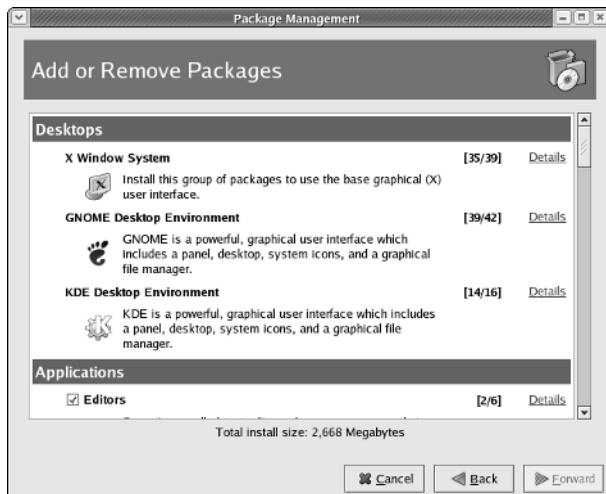 Package Management
Add or Remove Packages
Desktops
X Window System [35/39] Details
Install this group of packages to use the base graphical (X)
user interface.
GNOME Desktop Environment [39/42] Details
GNOME is a powerful, graphical user interface which
includes a panel, desktop, system icons, and a graphical
file manager.
KDE Desktop Environment [14/16] Details
KDE is a powerful, graphical user interface which includes
a panel, desktop, system icons, and a graphical file
manager.
Applications
Editors [2/6] Details
Total install size: 2,668 Megabytes
Cancel Back Forward